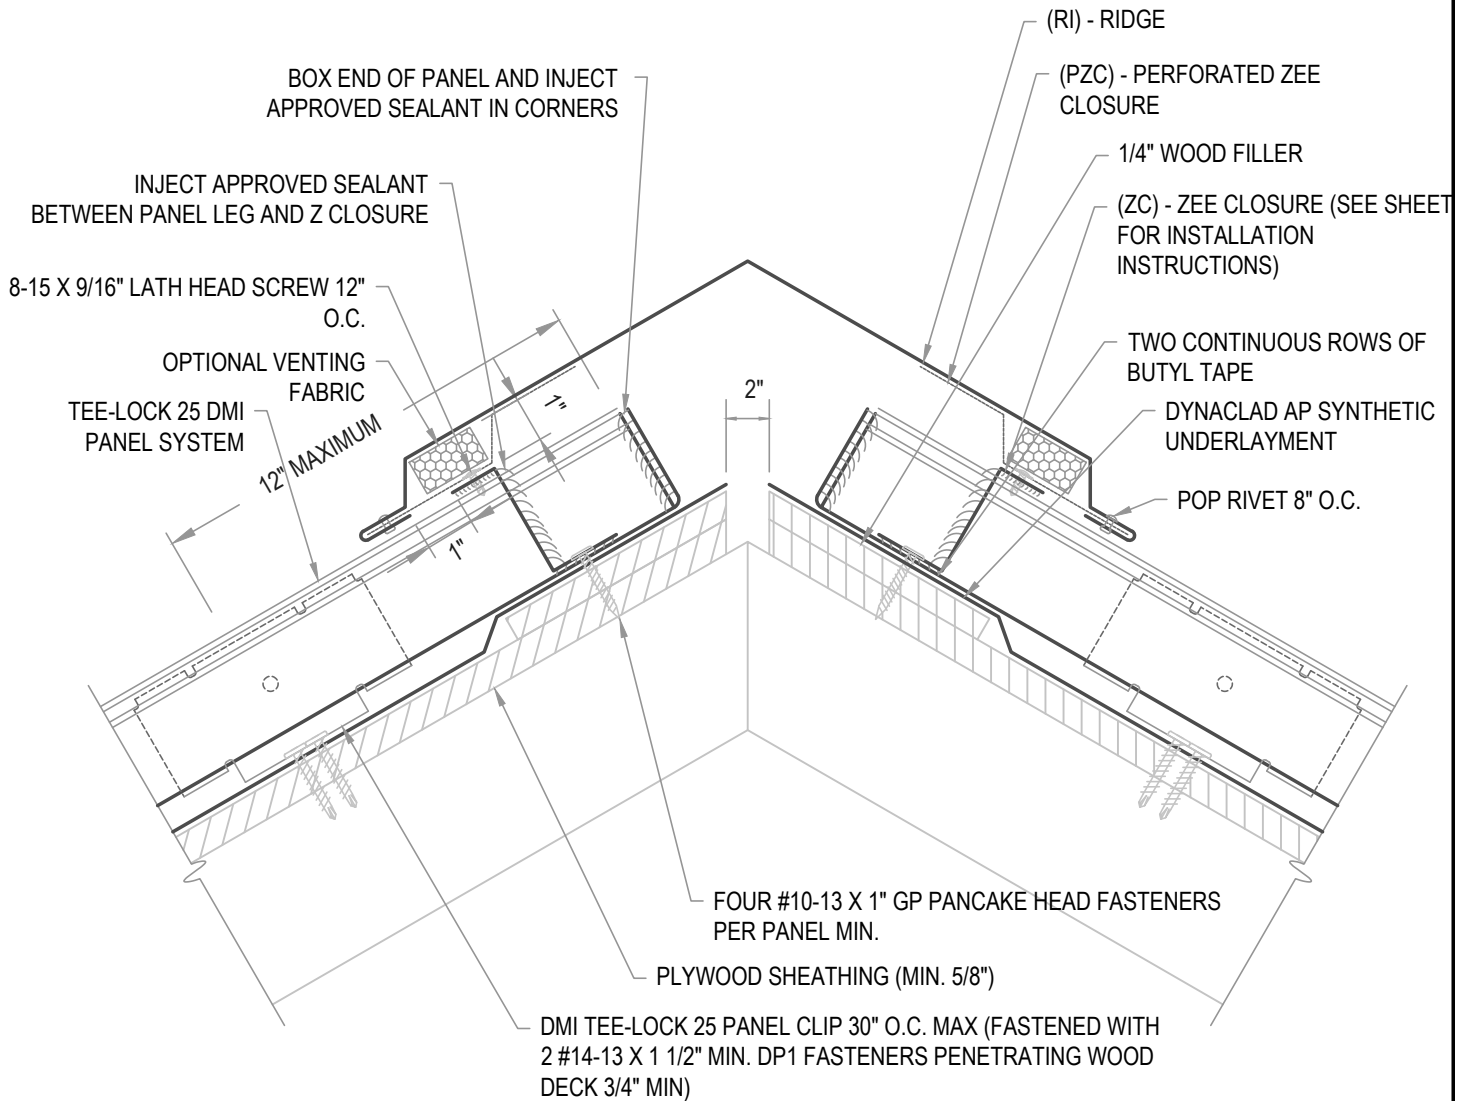 (RI) - RIDGE
BOX END OF PANEL AND INJECT
APPROVED SEALANT IN CORNERS
(PZC) - PERFORATED ZEE
CLOSURE
1/4" WOOD FILLER
INJECT APPROVED SEALANT
BETWEEN PANEL LEG AND Z CLOSURE
(ZC) - ZEE CLOSURE (SEE SHEET
FOR INSTALLATION
INSTRUCTIONS)
8-15 X 9/16" LATH HEAD SCREW 12"
O.C.
OPTIONAL VENTING
FABRIC
TWO CONTINUOUS ROWS OF
BUTYL TAPE
TEE-LOCK 25 DMI
PANEL SYSTEM
12" MAXIMUM
1"
2"
1"
DYNACLAD AP SYNTHETIC
UNDERLAYMENT
POP RIVET 8" O.C.
FOUR #10-13 X 1" GP PANCAKE HEAD FASTENERS
PER PANEL MIN.
PLYWOOD SHEATHING (MIN. 5/8")
DMI TEE-LOCK 25 PANEL CLIP 30" O.C. MAX (FASTENED WITH
2 #14-13 X 1 1/2" MIN. DP1 FASTENERS PENETRATING WOOD
DECK 3/4" MIN)